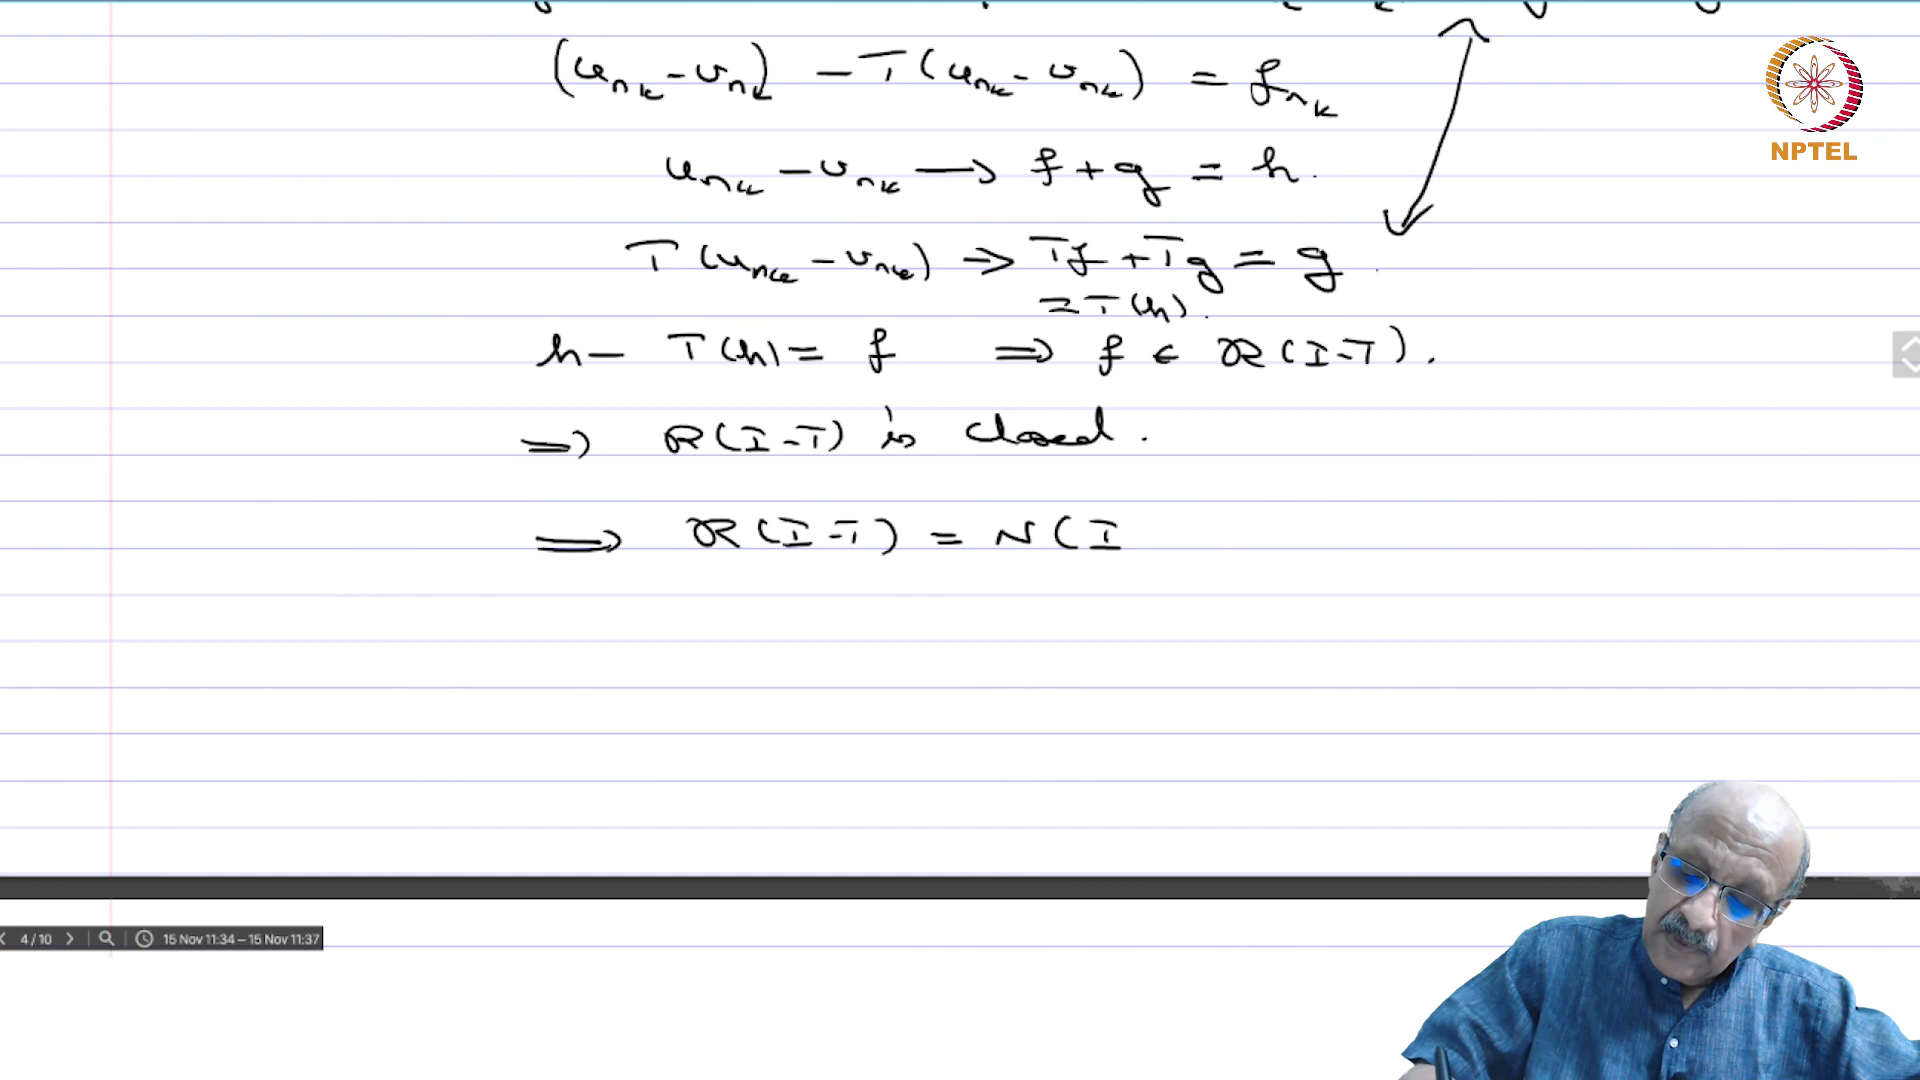 (u_{n_k} - v_{n_k}) - T(u_{n_k} - v_{n_k}) = f_{n_k}
NPTEL
u_{n_k} - v_{n_k} → f + g = h.
T(u_{n_k} - v_{n_k}) → Tf + Tg = g.
= T(h).
h - T(h) = f ⇒ f ∈ R(I-T).
⇒ R(I-T) is closed.
⇒ R(I-T) = N(I
4/10 15 Nov 11:34 – 15 Nov 11:37